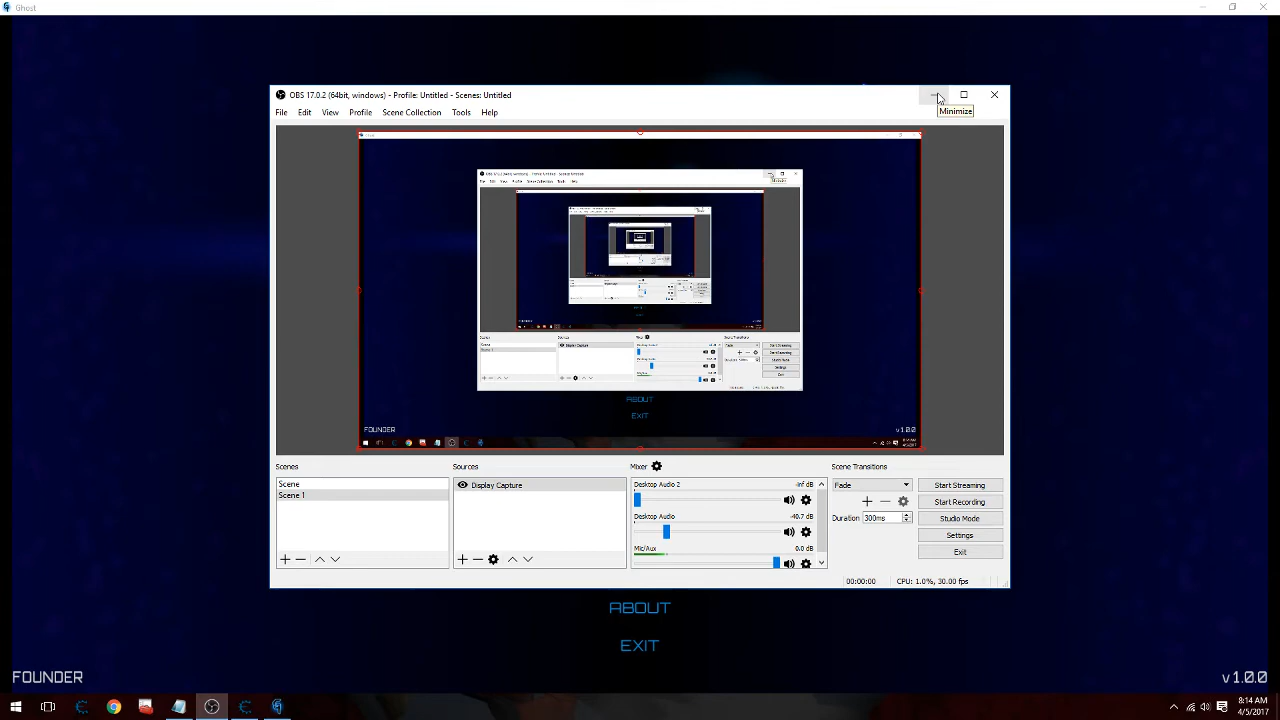 Ghost
OBS 17.0.2 (64bit, windows) - Profile: Untitled - Scenes: Untitled
Minimize
File Edit View Profile Scene Collection Tools Help
ABOUT
EXIT
FOUNDER v 1.0.0
Scenes Sources Mixer Scene Transitions
Scene
Scene 1
Display Capture
Desktop Audio 2 -inf dB
Desktop Audio -40.7 dB
Mic/Aux 0.0 dB
Fade
Duration 300ms
Start Streaming
Start Recording
Studio Mode
Settings
Exit
00:00:00 CPU: 1.0%, 30.00 fps
ABOUT
EXIT
FOUNDER v 1.0.0
8:14 AM
4/5/2017